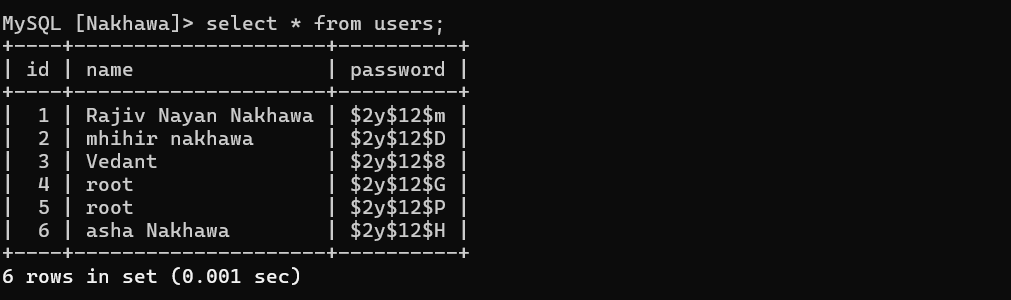 MySQL [Nakhawa]> select * from users;
+----+---------------------+----------+
| id | name                | password |
+----+---------------------+----------+
|  1 | Rajiv Nayan Nakhawa | $2y$12$m |
|  2 | mhihir nakhawa      | $2y$12$D |
|  3 | Vedant              | $2y$12$8 |
|  4 | root                | $2y$12$G |
|  5 | root                | $2y$12$P |
|  6 | asha Nakhawa        | $2y$12$H |
+----+---------------------+----------+
6 rows in set (0.001 sec)